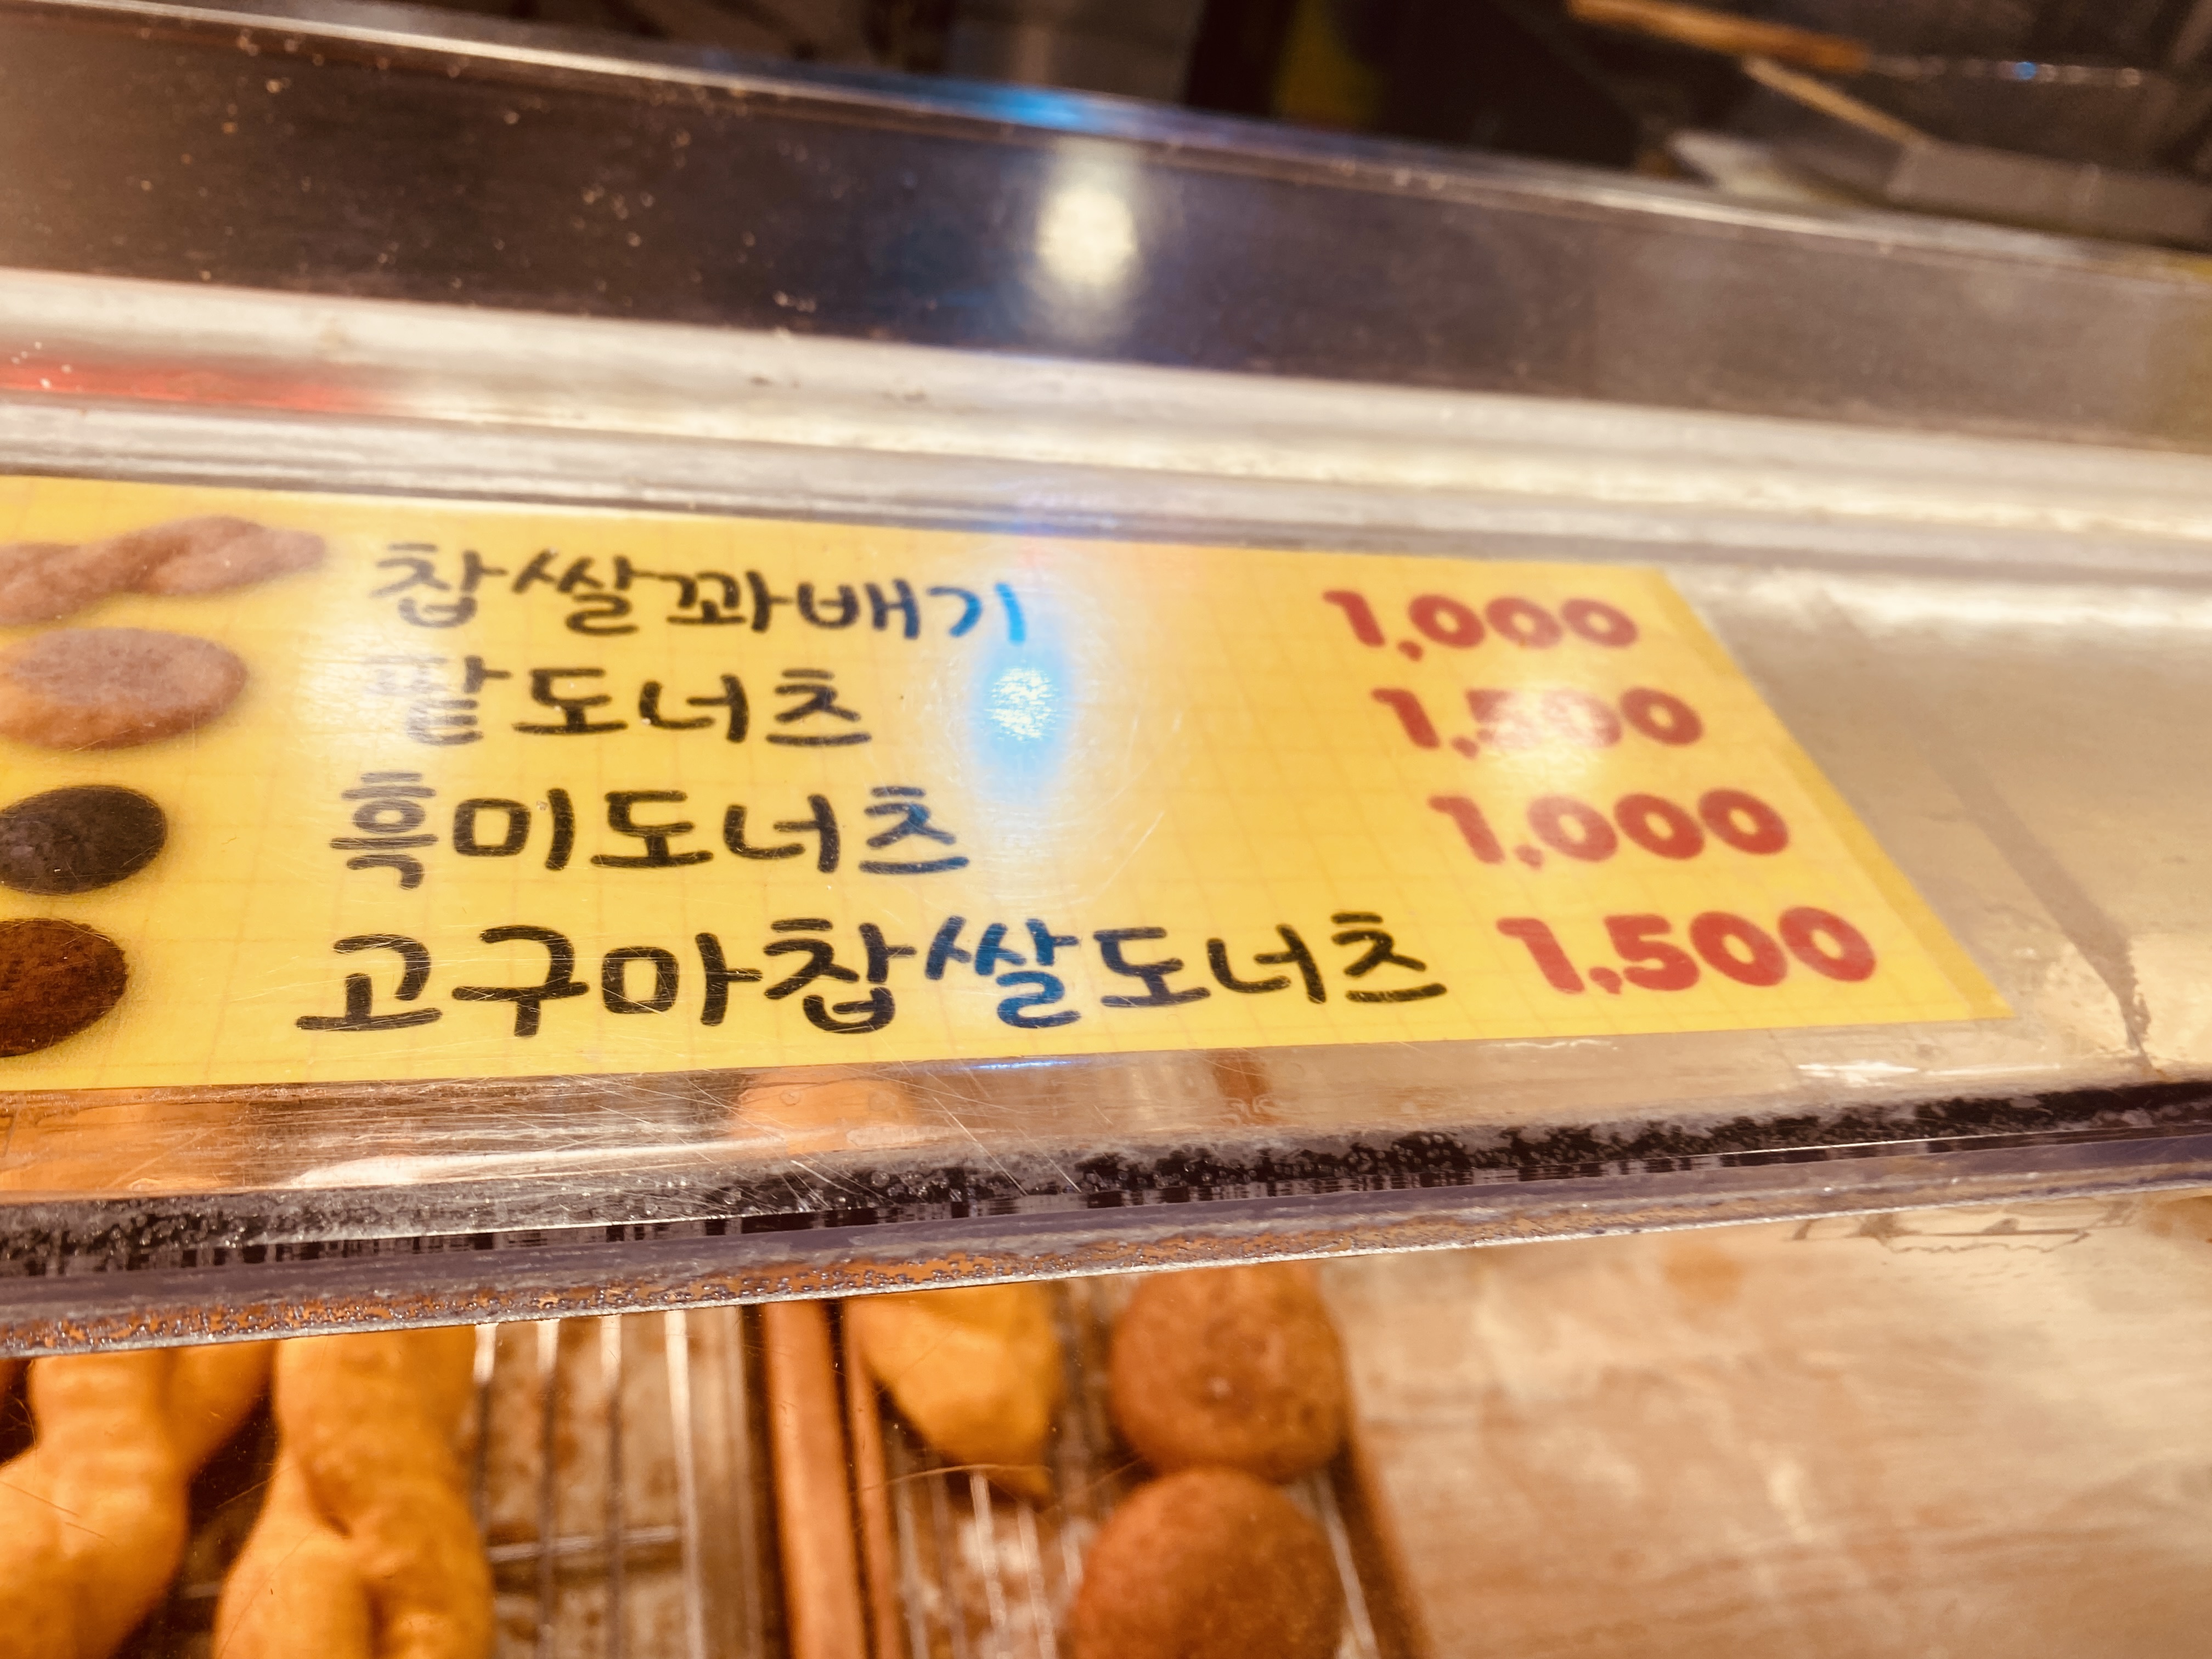 찹쌀꽈배기 1,000
팥도너츠 1,500
흑미도너츠 1,000
고구마찹쌀도너츠 1,500